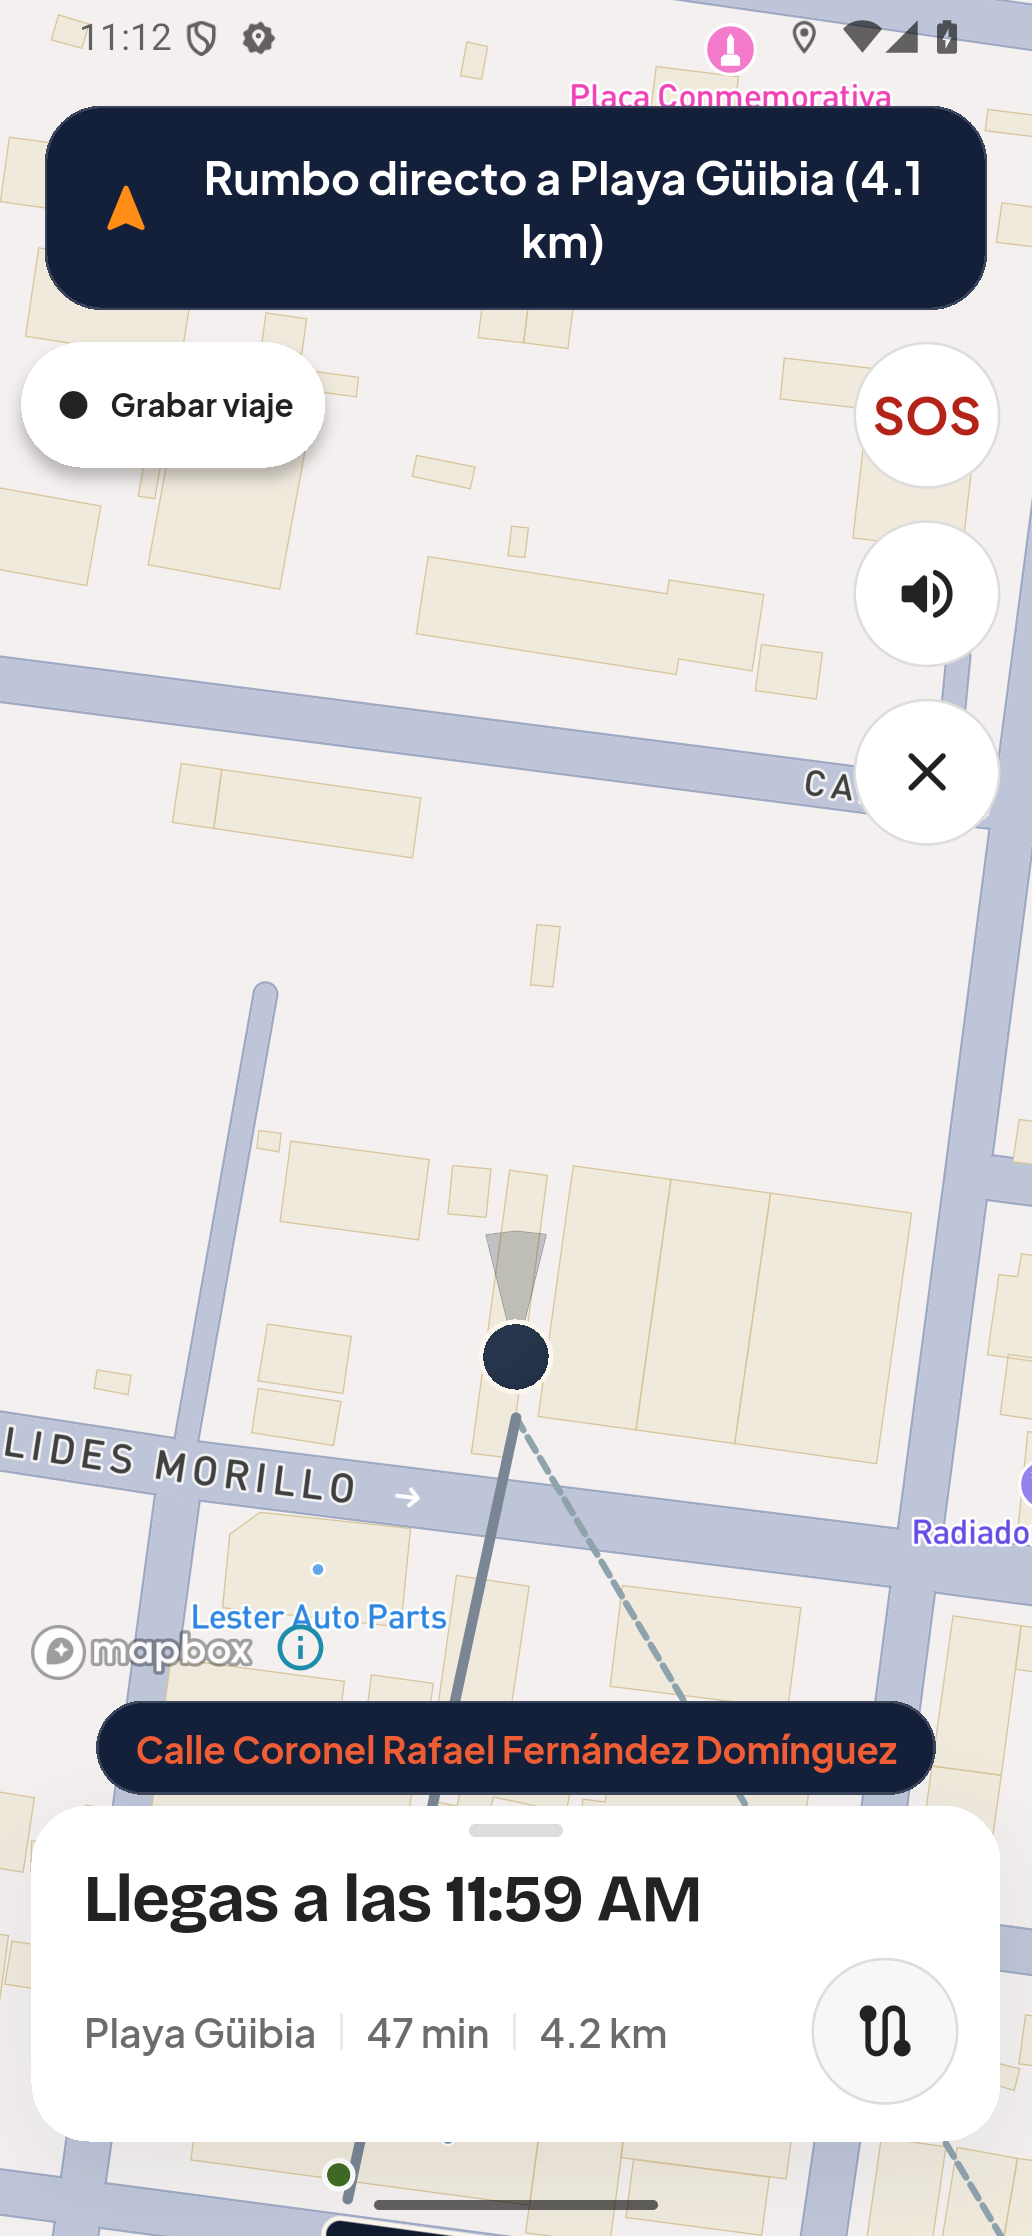 11:12
Placa Conmemorativa
Rumbo directo a Playa Güibia (4.1
km)
Grabar viaje
SOS
CA
LIDES MORILLO
Radiado
Lester Auto Parts
mapbox
Calle Coronel Rafael Fernández Domínguez
Llegas a las 11:59 AM
Playa Güibia
47 min
4.2 km